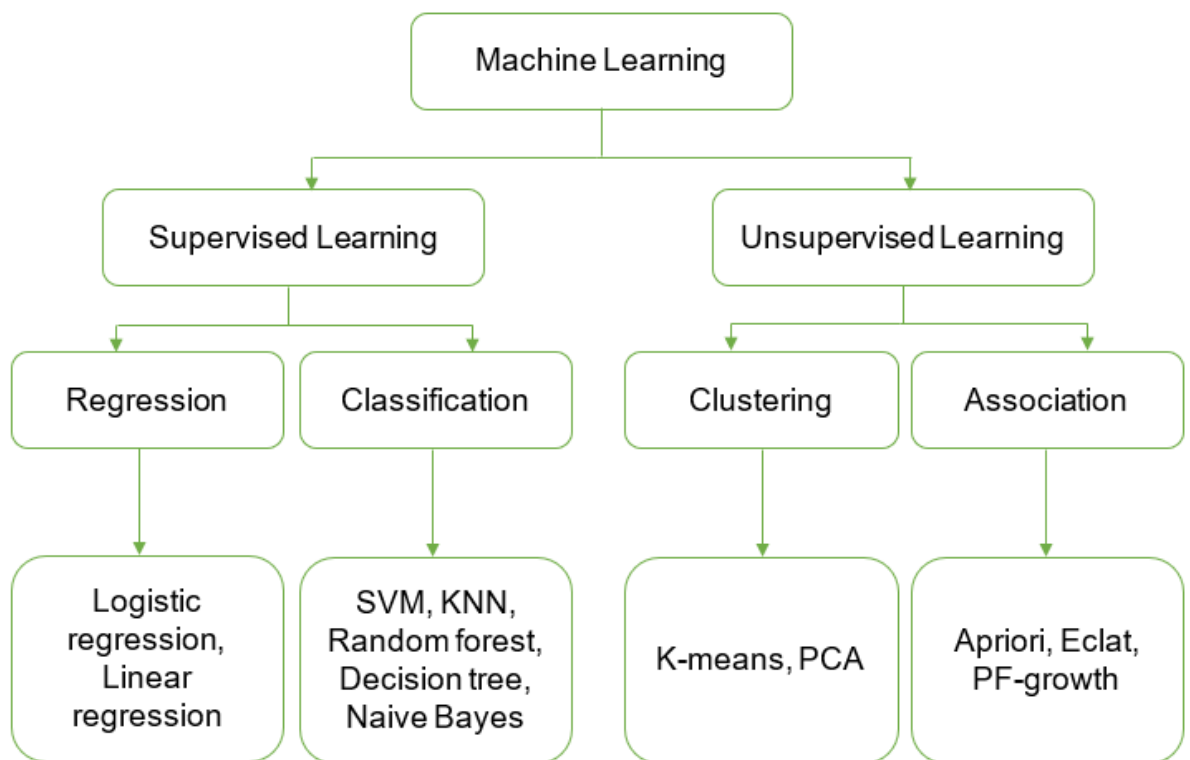 Machine Learning
Supervised Learning
Unsupervised Learning
Regression
Classification
Clustering
Association
Logistic
regression,
Linear
regression
SVM, KNN,
Random forest,
Decision tree,
Naive Bayes
K-means, PCA
Apriori, Eclat,
PF-growth